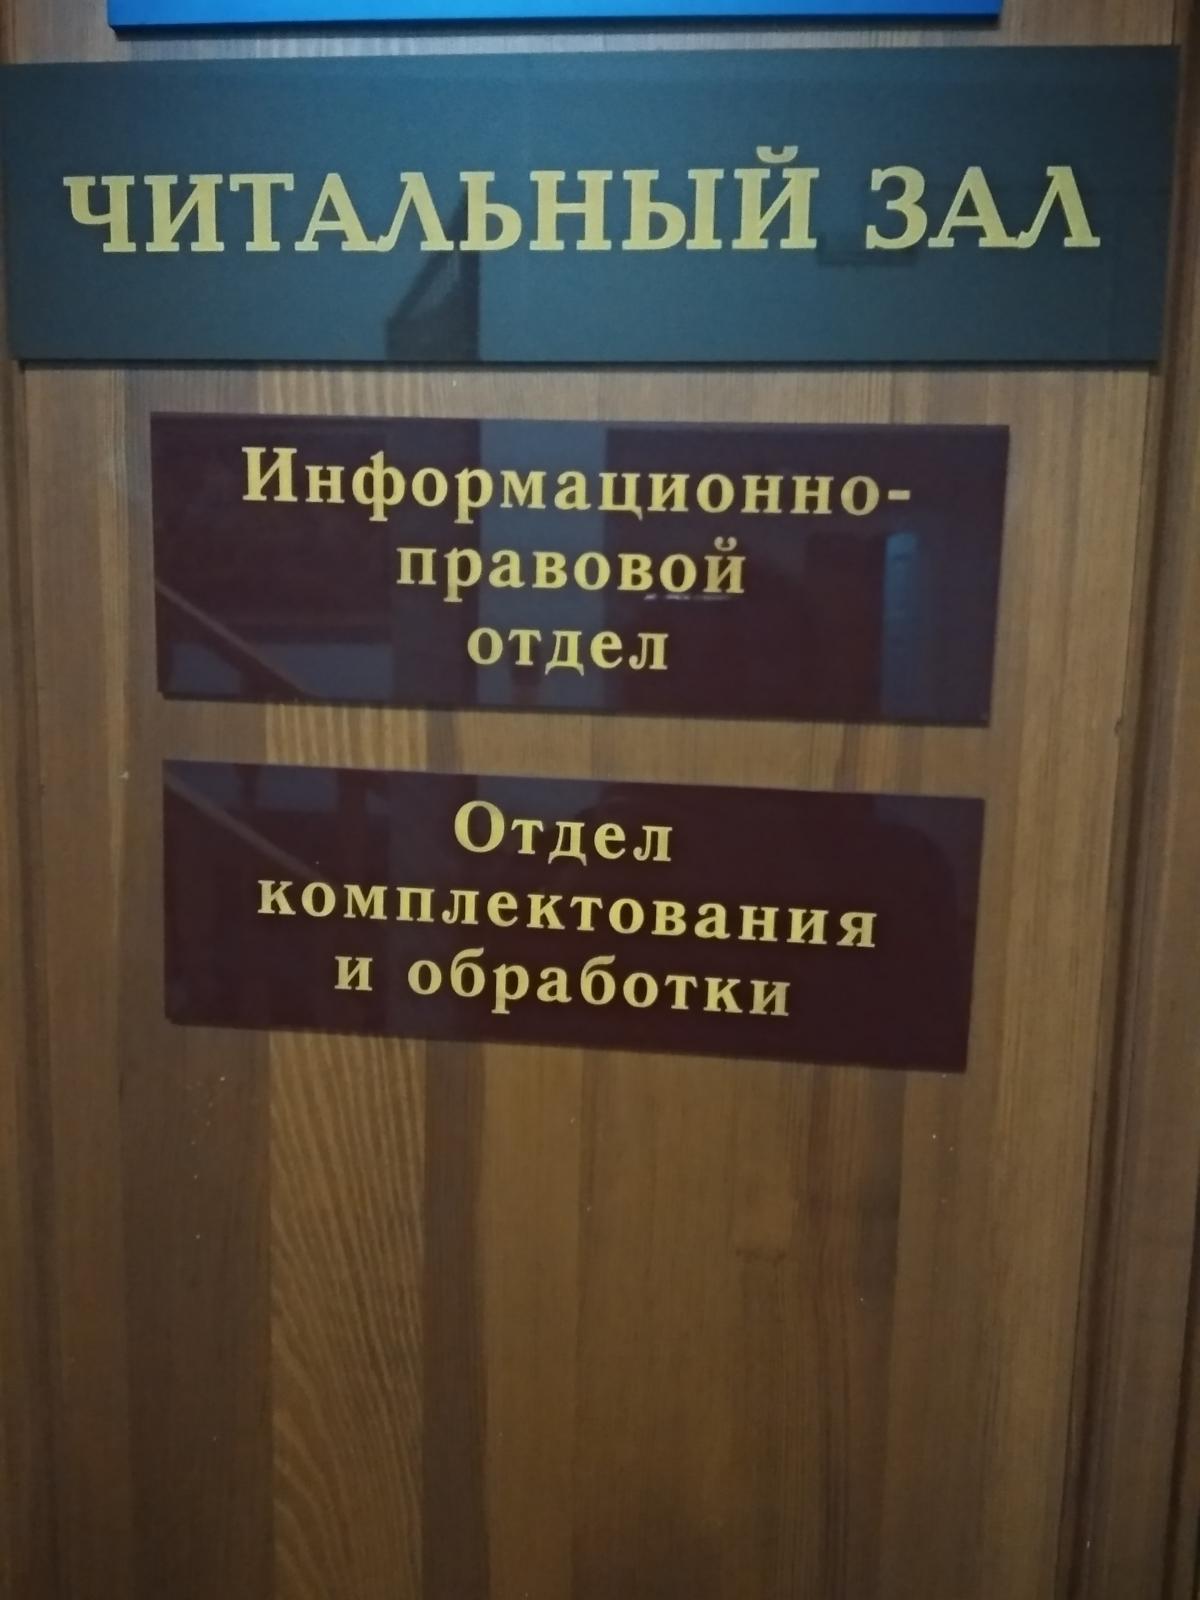 ЧИТАЛЬНЫЙ ЗАЛ
Информационно-
правовой
отдел
Отдел
комплектования
и обработки